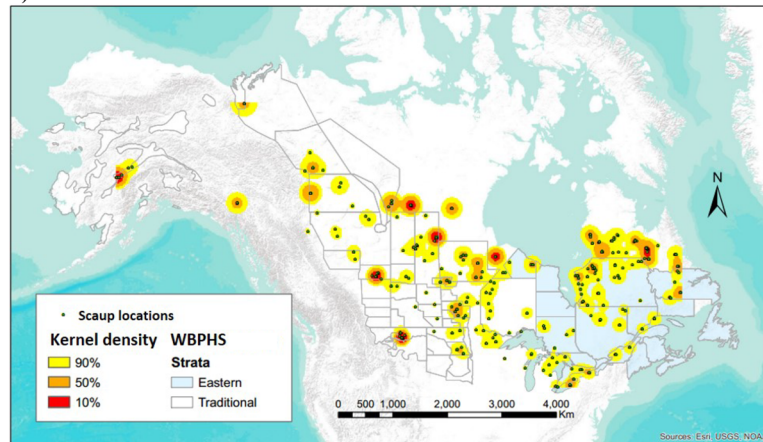 N
Scaup locations
Kernel density WBPHS
90% Strata
50% Eastern
10% Traditional
0 500 1,000 2,000 3,000 4,000
Km
Sources: Esri, USGS, NOAA